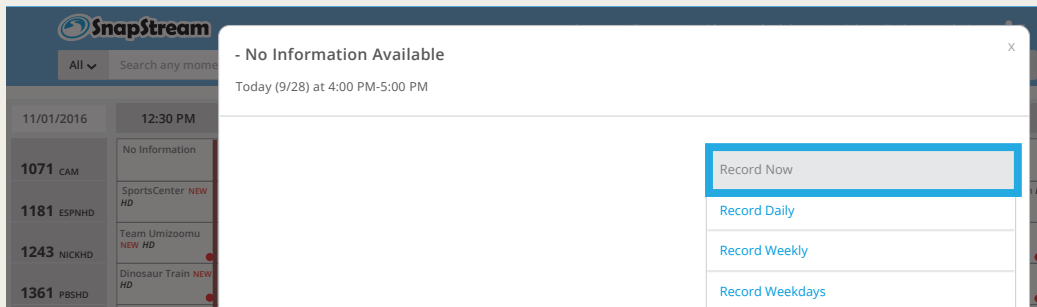 SnapStream
All
Search any mome
- No Information Available
x
Today (9/28) at 4:00 PM-5:00 PM
11/01/2016
12:30 PM
1071 CAM
No Information
1181 ESPNHD
SportsCenter NEW
HD
1243 NICKHD
Team Umizoomu
NEW HD
1361 PBSHD
Dinosaur Train NEW
HD
Record Now
Record Daily
Record Weekly
Record Weekdays